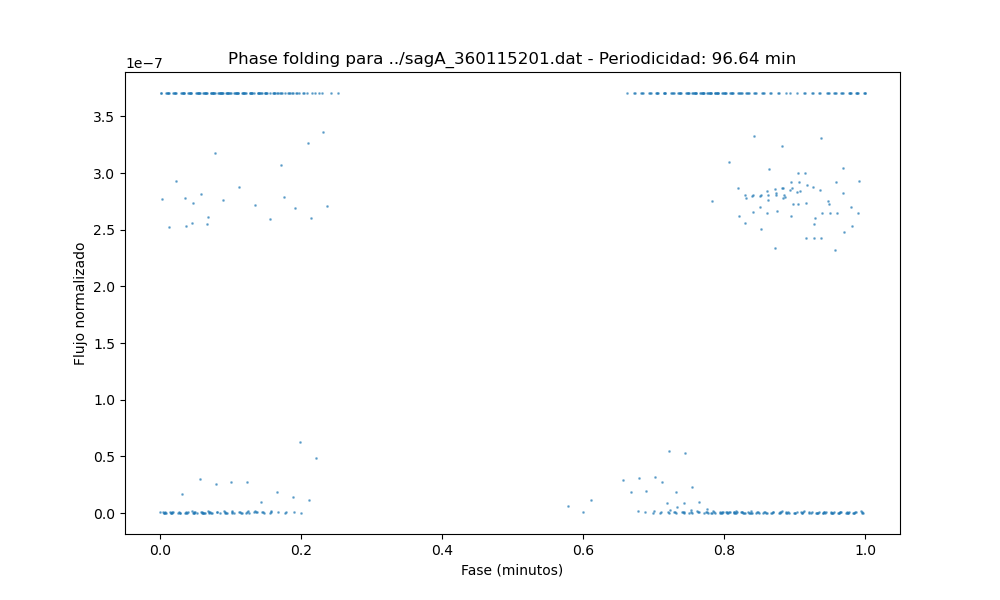 Phase folding para ../sagA_360115201.dat - Periodicidad: 96.64 min
1e−7
3.5
3.0
2.5
2.0
1.5
1.0
0.5
0.0
Flujo normalizado
0.0 0.2 0.4 0.6 0.8 1.0
Fase (minutos)